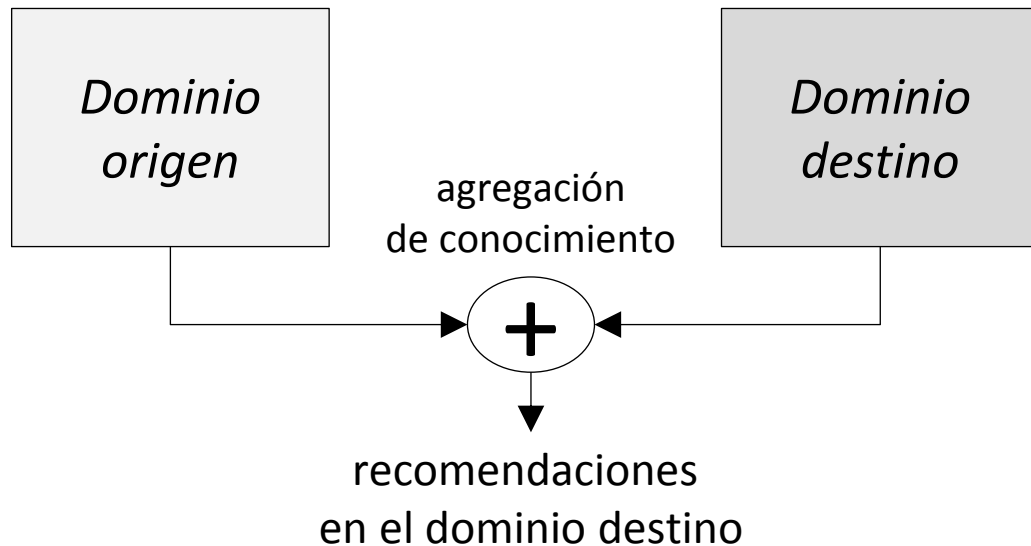 Dominio
origen
Dominio
destino
agregación
de conocimiento
+
recomendaciones
en el dominio destino